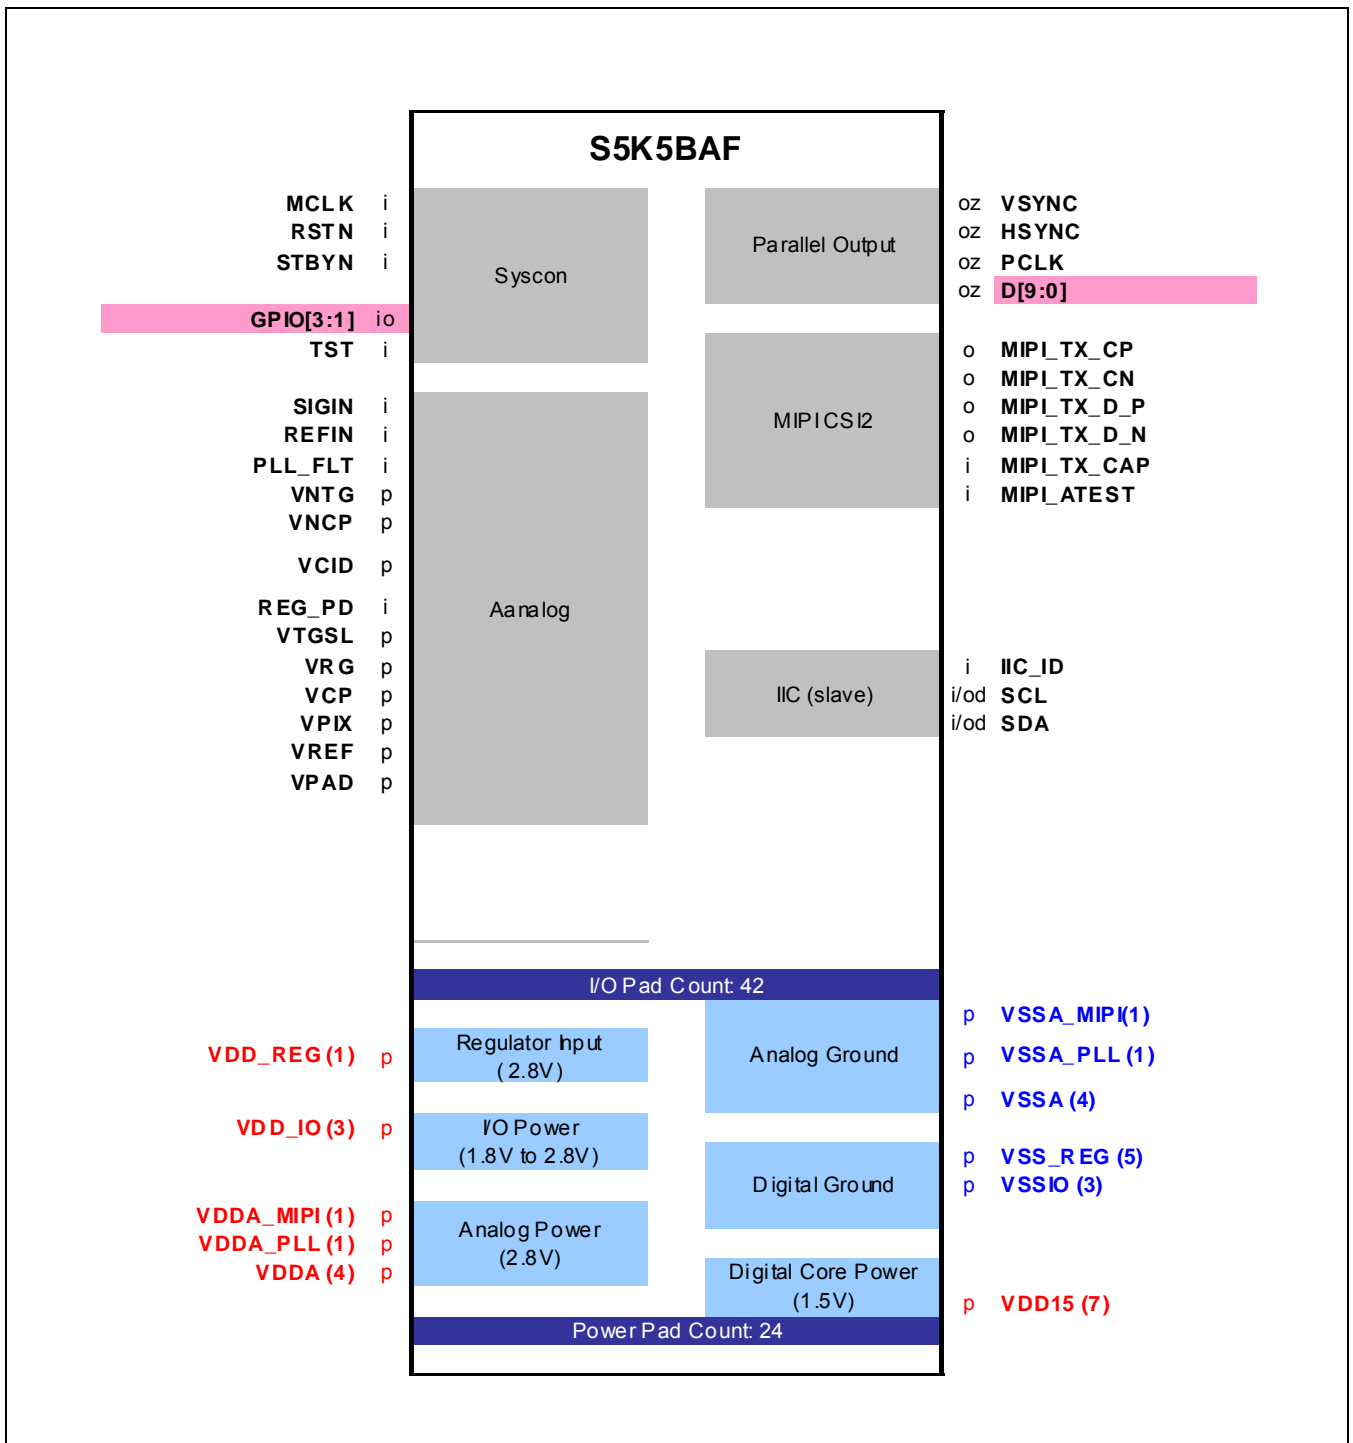 S5K5BAF
MCLK i
RSTN i
STBYN i
GPIO[3:1] io
TST i
Syscon
SIGIN i
REFIN i
PLL_FLT i
VNTG p
VNCP p
VCID p
REG_PD i
VTGSL p
VRG p
VCP p
VPIX p
VREF p
VPAD p
Aanalog
Parallel Output
oz VSYNC
oz HSYNC
oz PCLK
oz D[9:0]
MIPI CSI2
o MIPI_TX_CP
o MIPI_TX_CN
o MIPI_TX_D_P
o MIPI_TX_D_N
i MIPI_TX_CAP
i MIPI_ATEST
IIC (slave)
i IIC_ID
i/od SCL
i/od SDA
I/O Pad Count: 42
VDD_REG (1) p
Regulator Input
( 2.8V)
VDD_IO (3) p
I/O Power
(1.8V to 2.8V)
VDDA_MIPI (1) p
VDDA_PLL (1) p
VDDA (4) p
Analog Power
(2.8V)
Analog Ground
p VSSA_MIPI(1)
p VSSA_PLL (1)
p VSSA (4)
Digital Ground
p VSS_REG (5)
p VSSIO (3)
Digital Core Power
(1.5V)
p VDD15 (7)
Power Pad Count: 24